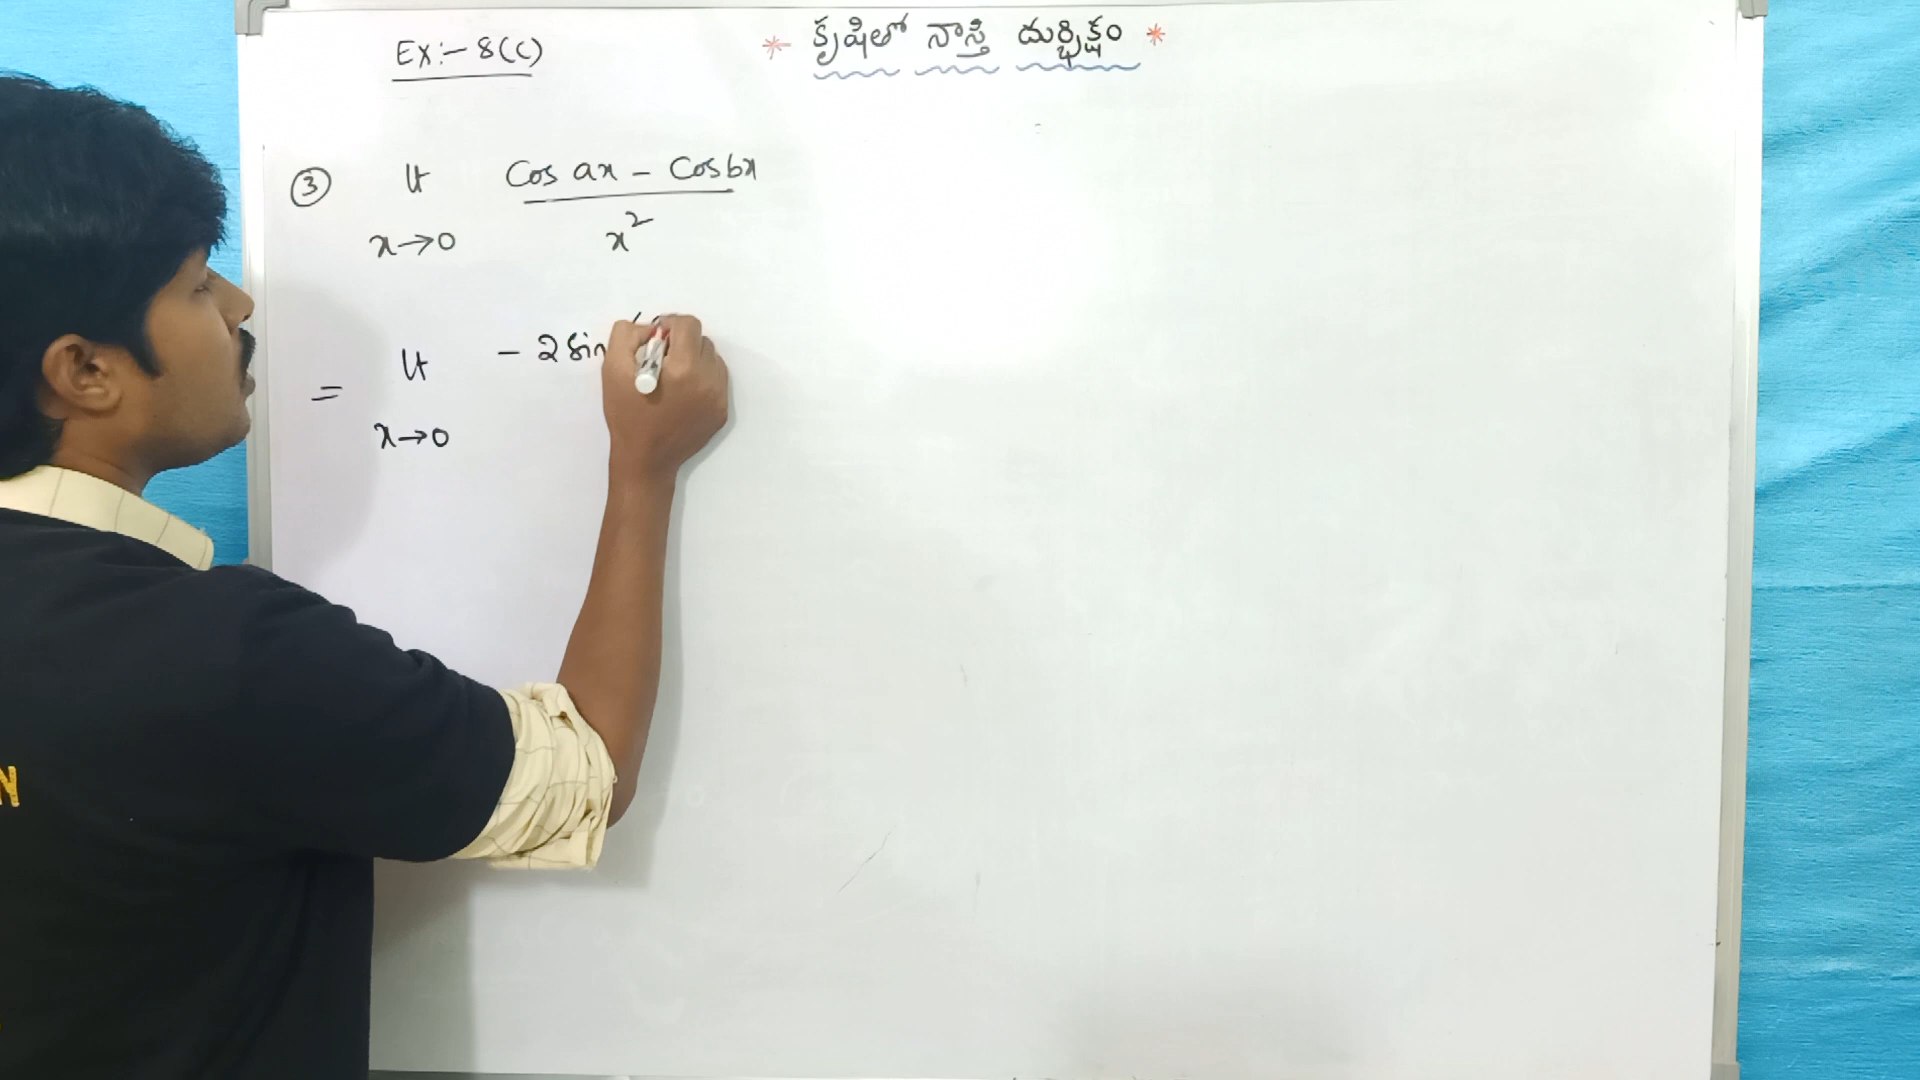 Ex:- 8(c)
* కృషితో నాస్తి దుర్భిక్షం *
③ lt cos ax - cos bx
x→0 x²
= lt - 2 sin
x→0
N